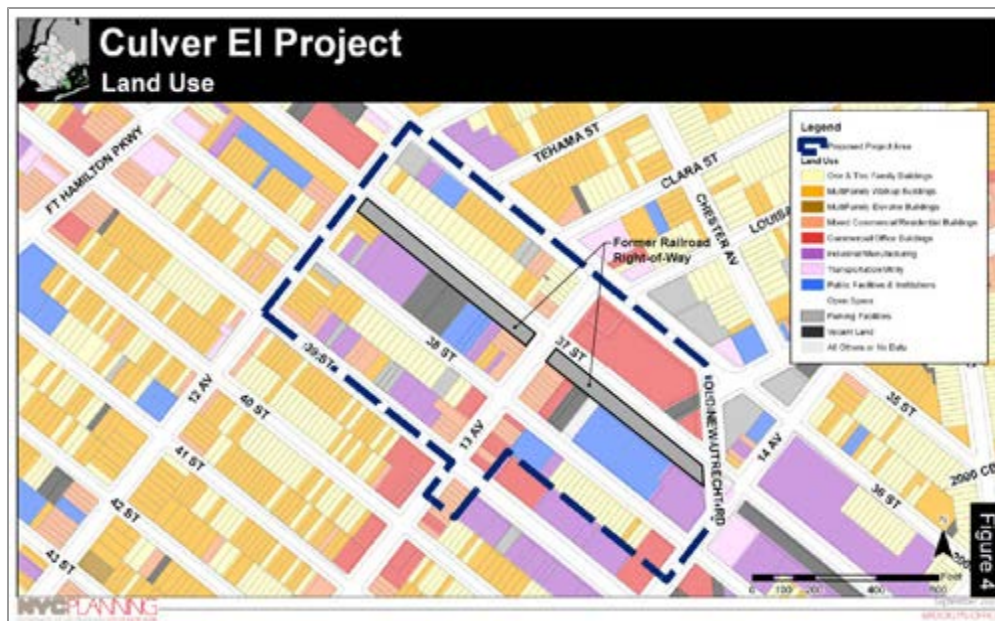 Culver El Project
Land Use
FT HAMILTON PKWY
TEHAMA ST
CLARA ST
CHESTER AV
LOUISA
Legend
Proposed Project Area
Land Use
One & Two Family Buildings
MultiFamily Walkup Buildings
MultiFamily Elevator Buildings
Mixed Commercial/Residential Buildings
Commercial/Office Buildings
Industrial/Manufacturing
Transportation/Utility
Public Facilities & Institutions
Open Space
Parking Facilities
Vacant Land
All Others or No Data
Former Railroad
Right-of-Way
37 ST
38 ST
39 ST
12 AV
40 ST
13 AV
OLD NEW UTRECHT RD
14 AV
35 ST
36 ST
41 ST
42 ST
43 ST
Feet
0 100 200 400
Figure 4
NYCPLANNING
BROOKLYN OFFICE